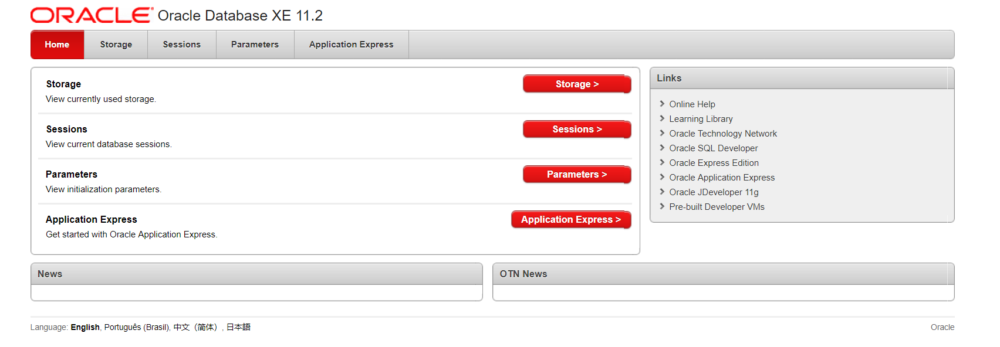 ORACLE Oracle Database XE 11.2
Home Storage Sessions Parameters Application Express
Storage
View currently used storage.
Storage >
Sessions
View current database sessions.
Sessions >
Parameters
View initialization parameters.
Parameters >
Application Express
Get started with Oracle Application Express.
Application Express >
Links
Online Help
Learning Library
Oracle Technology Network
Oracle SQL Developer
Oracle Express Edition
Oracle Application Express
Oracle JDeveloper 11g
Pre-built Developer VMs
News
OTN News
Language: English, Português (Brasil), 中文（简体）, 日本語
Oracle